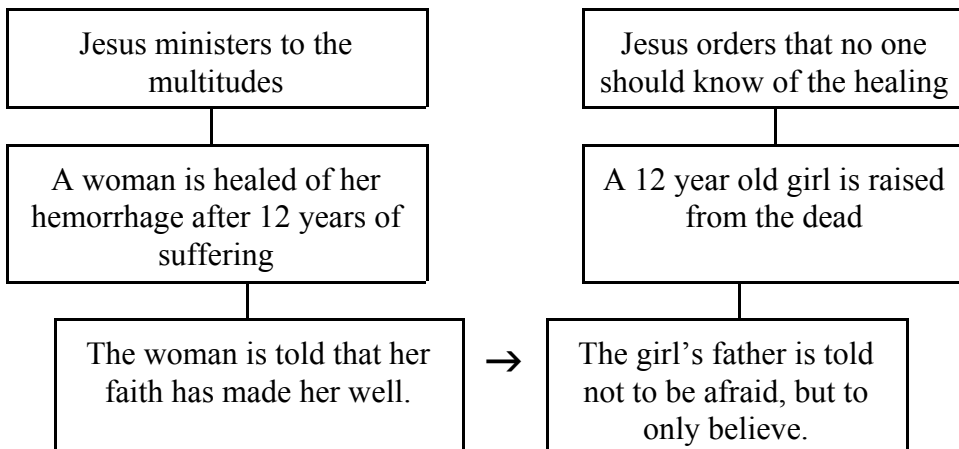 Jesus ministers to the
multitudes
Jesus orders that no one
should know of the healing
A woman is healed of her
hemorrhage after 12 years of
suffering
A 12 year old girl is raised
from the dead
The woman is told that her
faith has made her well.
→
The girl’s father is told
not to be afraid, but to
only believe.